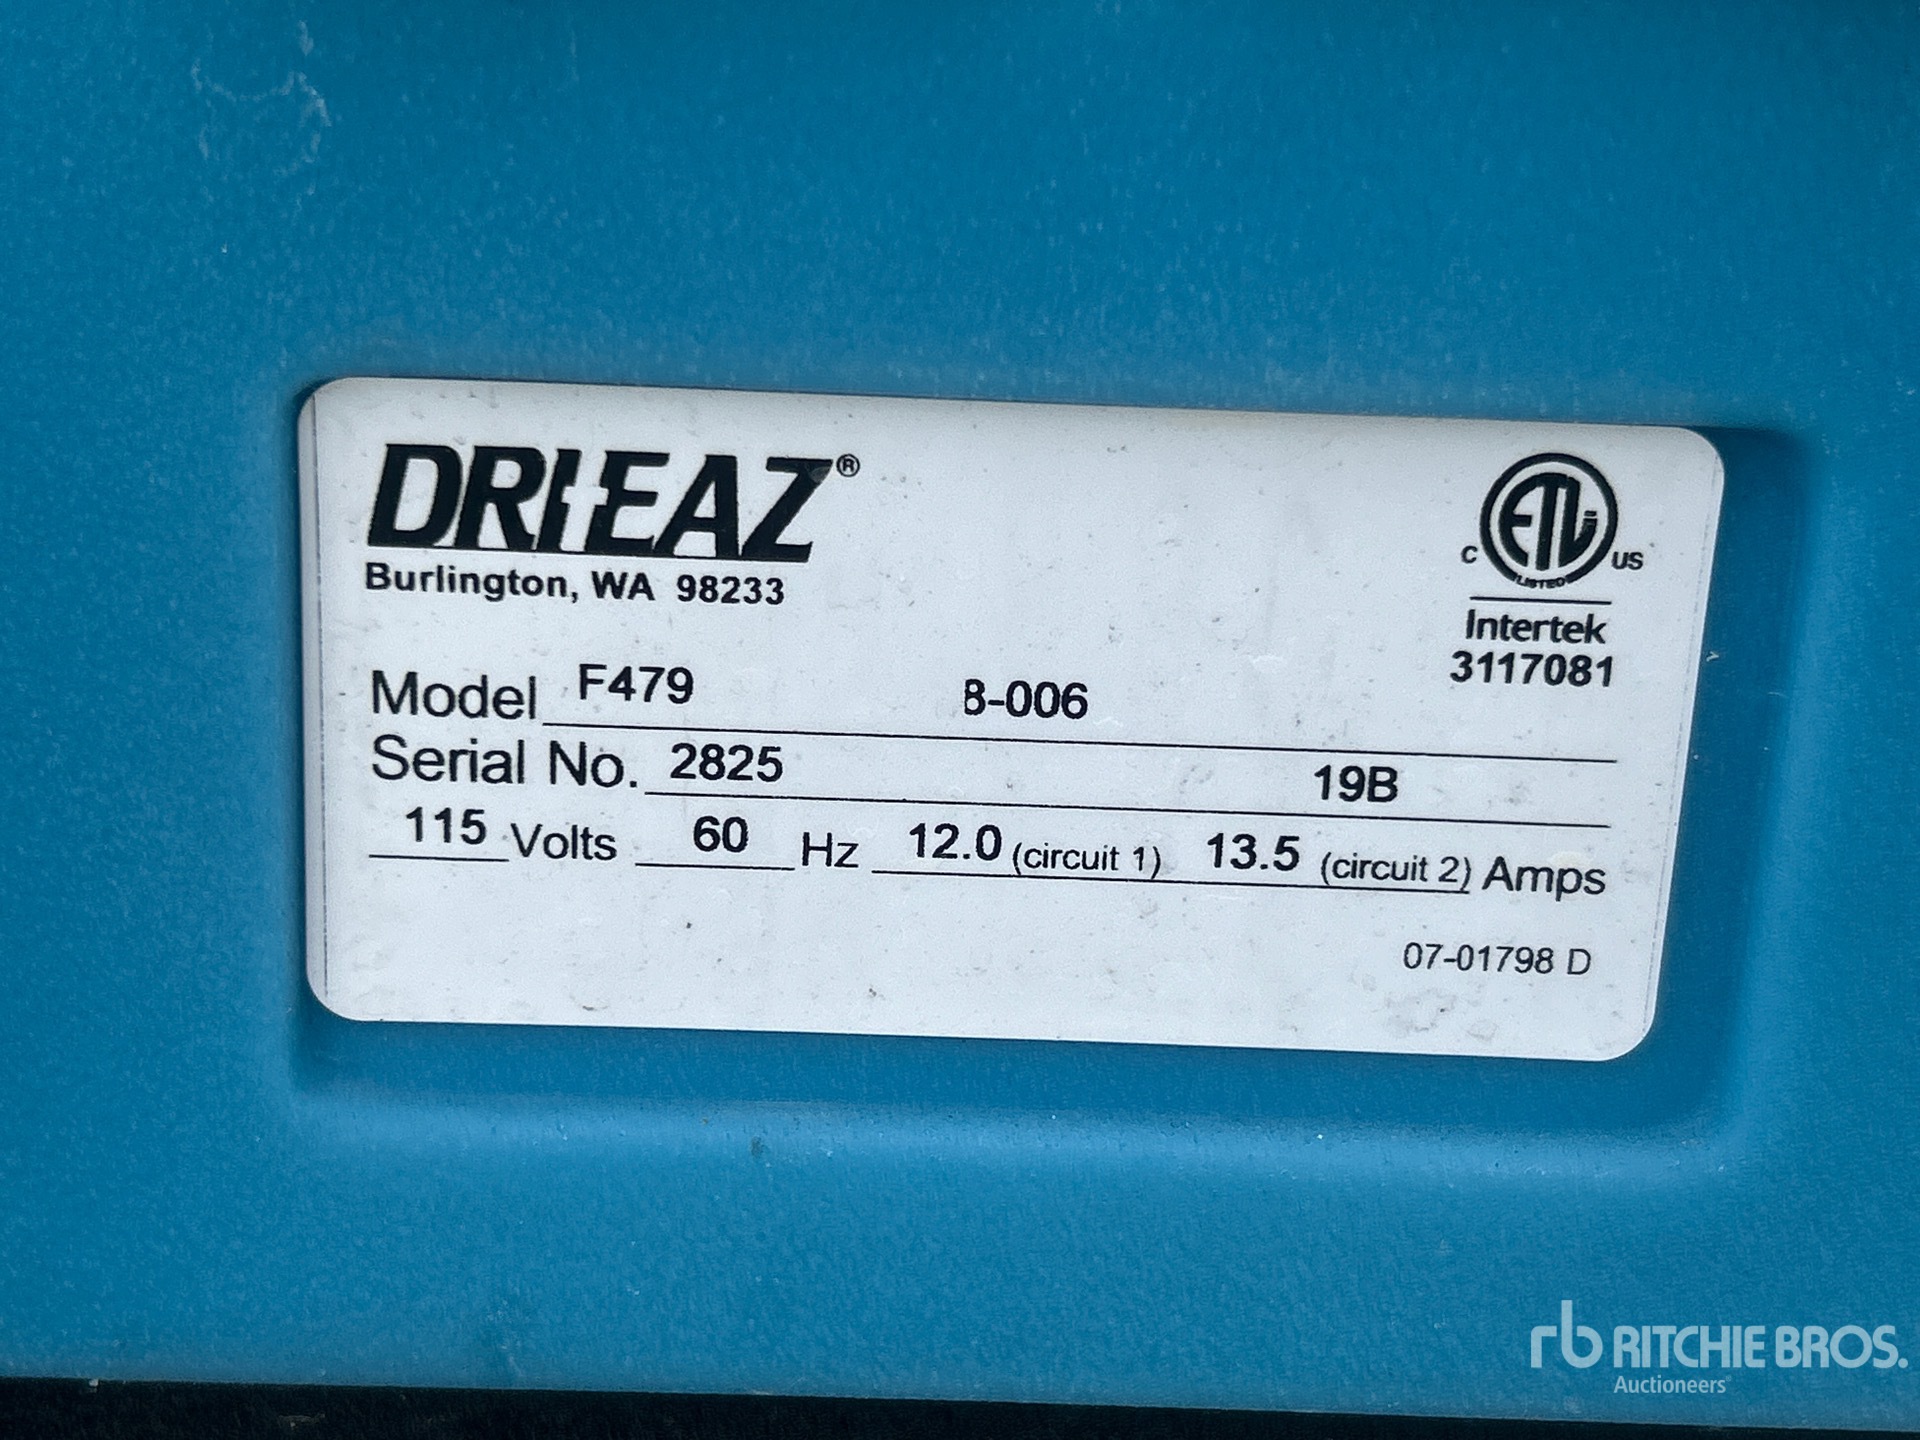 DRI-EAZ®
Burlington, WA 98233
ETL
C US
LISTED
Intertek
3117081
Model F479 B-006
Serial No. 2825 19B
115 Volts 60 Hz 12.0 (circuit 1) 13.5 (circuit 2) Amps
07-01798 D
rb RITCHIE BROS.
Auctioneers